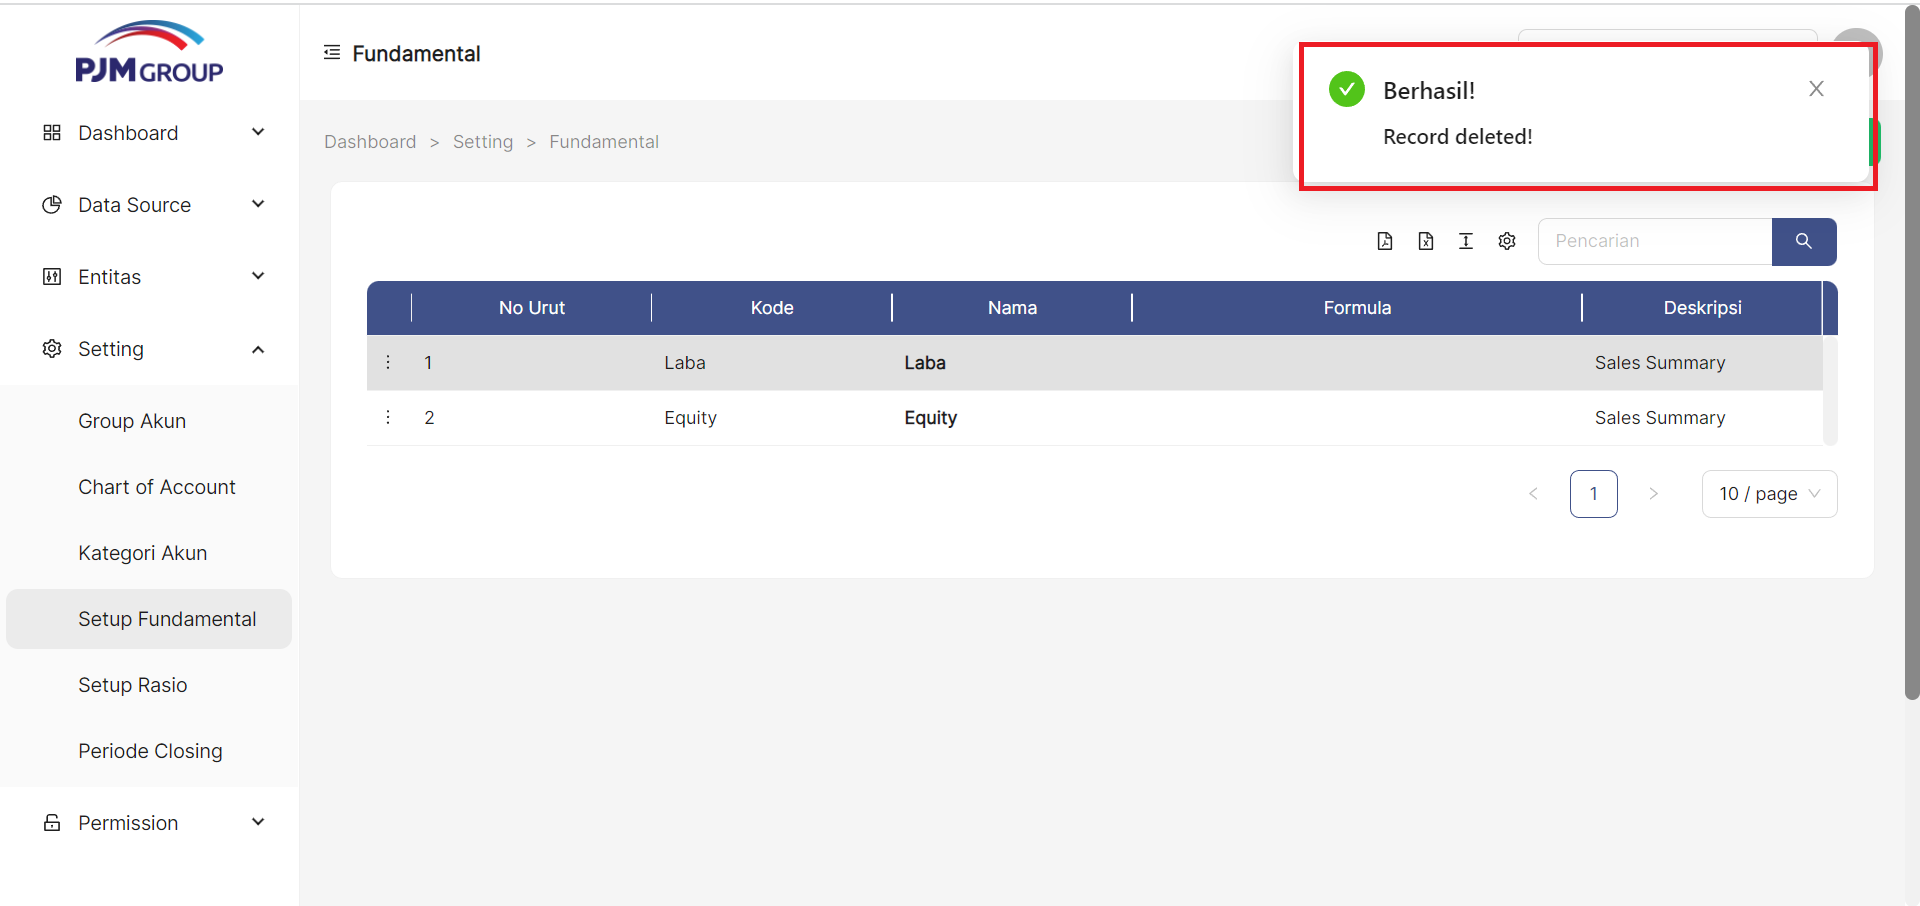 PJM GROUP
Dashboard
Data Source
Entitas
Setting
Group Akun
Chart of Account
Kategori Akun
Setup Fundamental
Setup Rasio
Periode Closing
Permission
Fundamental
Dashboard > Setting > Fundamental
Berhasil!
Record deleted!
Pencarian
No Urut Kode Nama Formula Deskripsi
1 Laba Laba Sales Summary
2 Equity Equity Sales Summary
< 1 > 10 / page